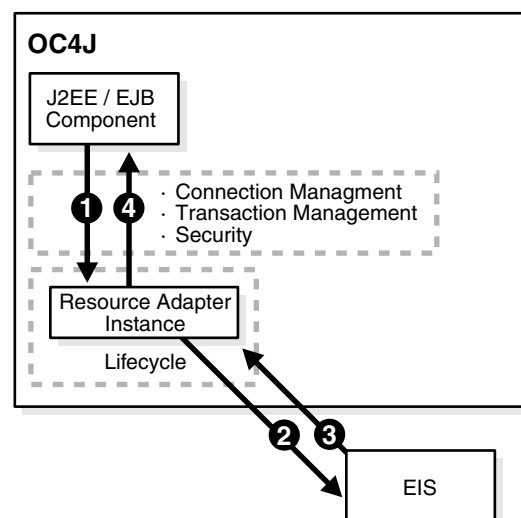 OC4J
J2EE / EJB
Component
1
4
· Connection Managment
· Transaction Management
· Security
Resource Adapter
Instance
Lifecycle
2
3
EIS